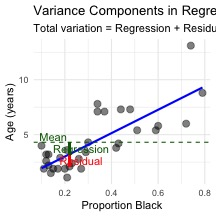 Variance Components in Regre
Total variation = Regression + Residu
Age (years)
10
5
Mean
Regression
Residual
0.2
0.4
0.6
0.8
Proportion Black